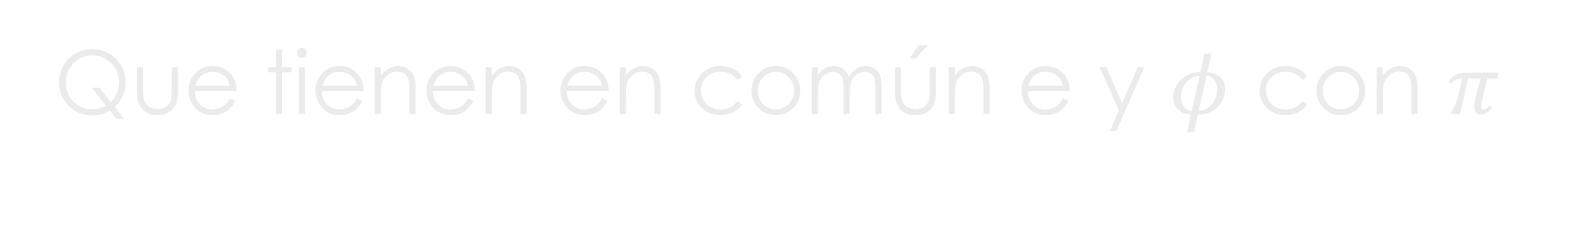 Que tienen en común e y 𝜙 con 𝜋